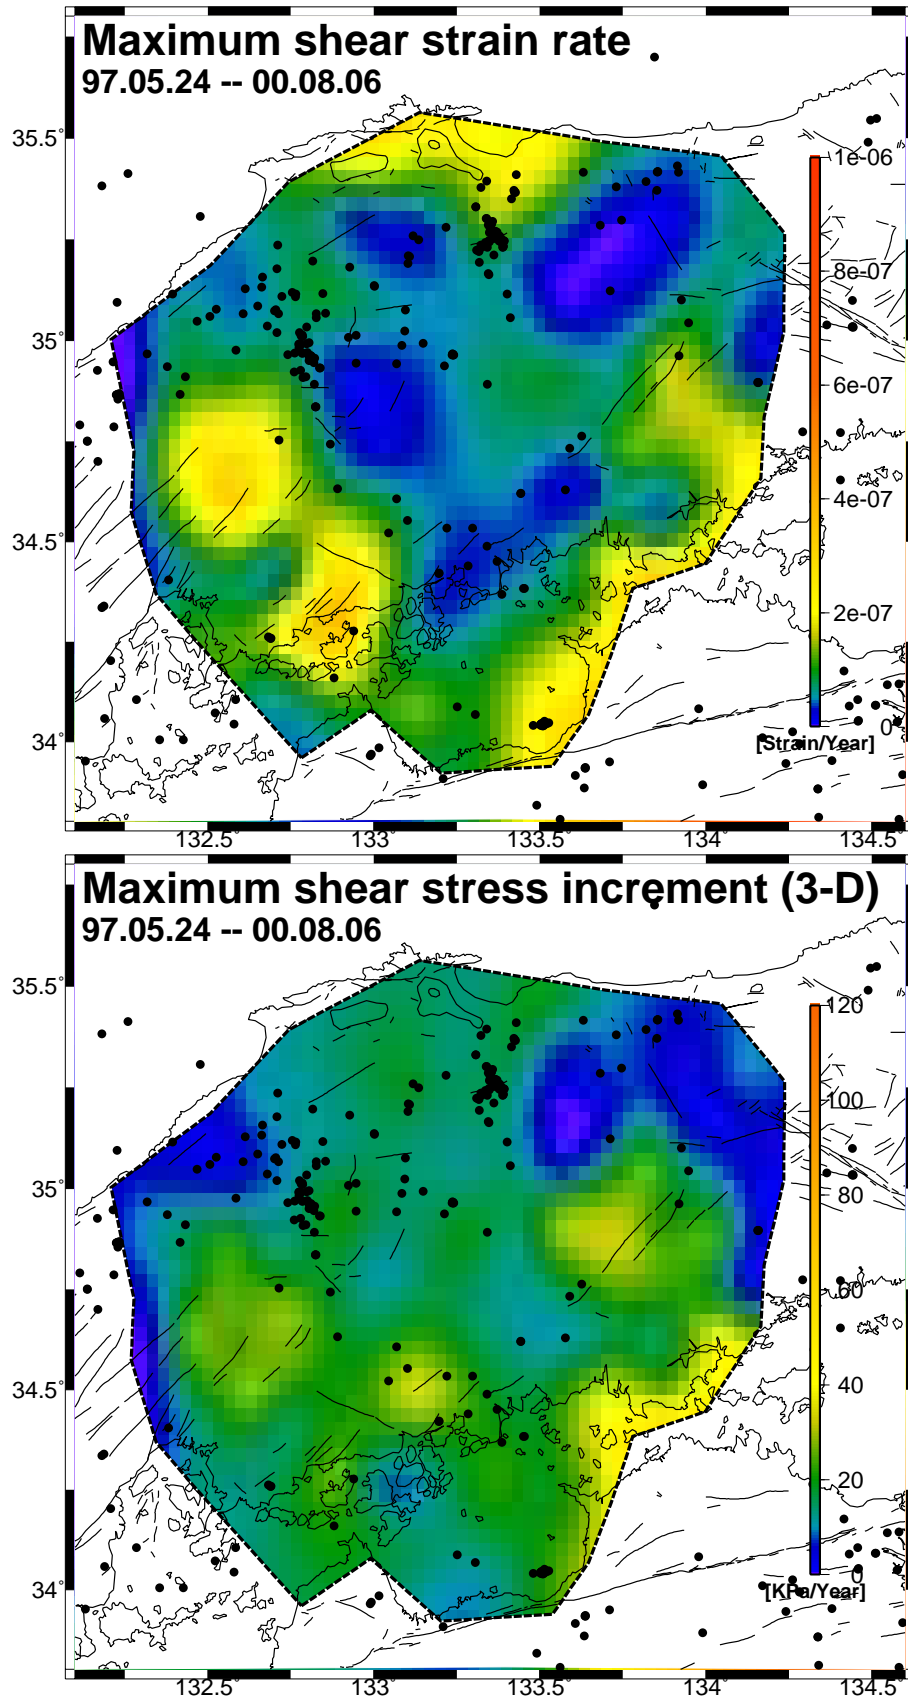 Maximum shear strain rate
97.05.24 -- 00.08.06
35.5°
35°
34.5°
34°
1e-06
8e-07
6e-07
4e-07
2e-07
0
[Strain/Year]
132.5° 133° 133.5° 134° 134.5°
Maximum shear stress increment (3-D)
97.05.24 -- 00.08.06
35.5°
35°
34.5°
34°
120
100
80
60
40
20
0
[KPa/Year]
132.5° 133° 133.5° 134° 134.5°